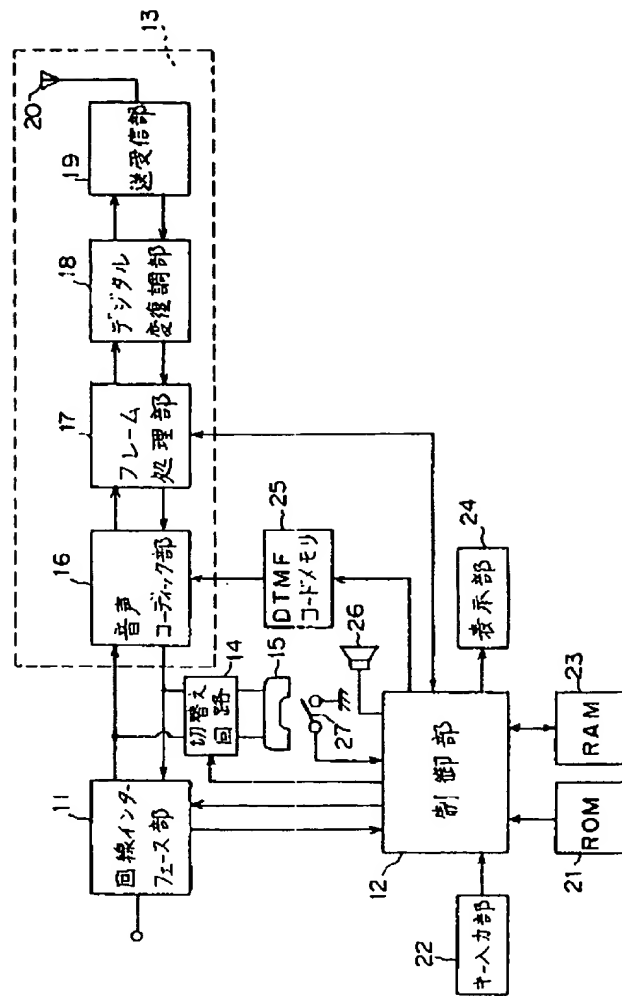 13
20
19
送受信部
18
デジタル
変復調部
17
フレーム
処理部
16
音声
コーディック部
11
回線インター
フェース部
14
切替え
回路
15
25
DTMF
コードメモリ
26
27
24
表示部
12
制御部
23
RAM
ROM
21
22
キー入力部